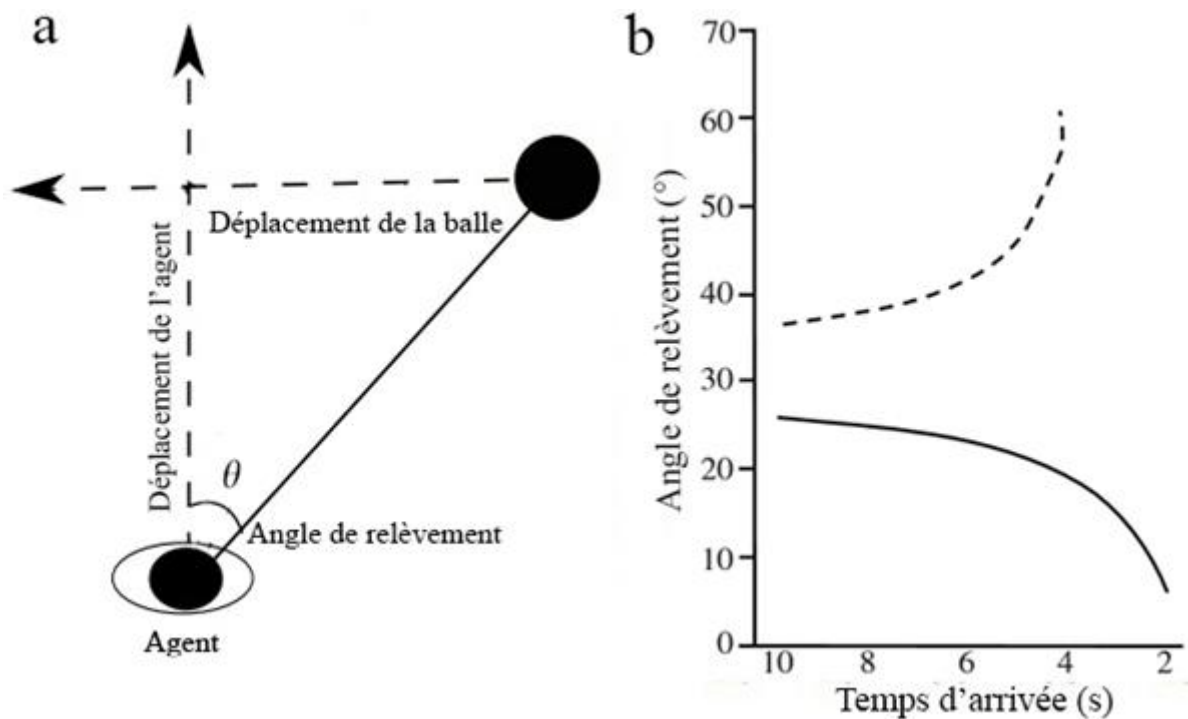 a
Déplacement de la balle
Déplacement de l'agent
θ
Angle de relèvement
Agent
b
Angle de relèvement (°)
70
60
50
40
30
20
10
0
10 8 6 4 2
Temps d'arrivée (s)